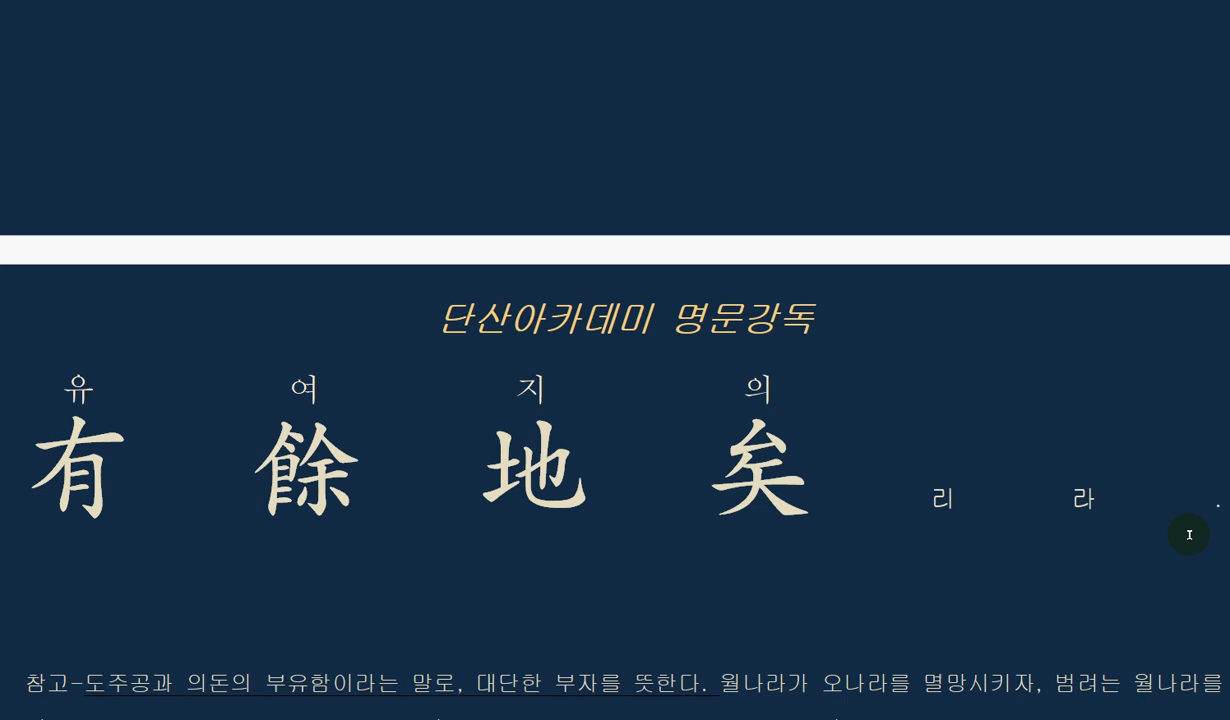 단산아카데미 명문강독
유 여 지 의
有 餘 地 矣 리 라 .
참고-도주공과 의돈의 부유함이라는 말로, 대단한 부자를 뜻한다. 월나라가 오나라를 멸망시키자, 범려는 월나라를